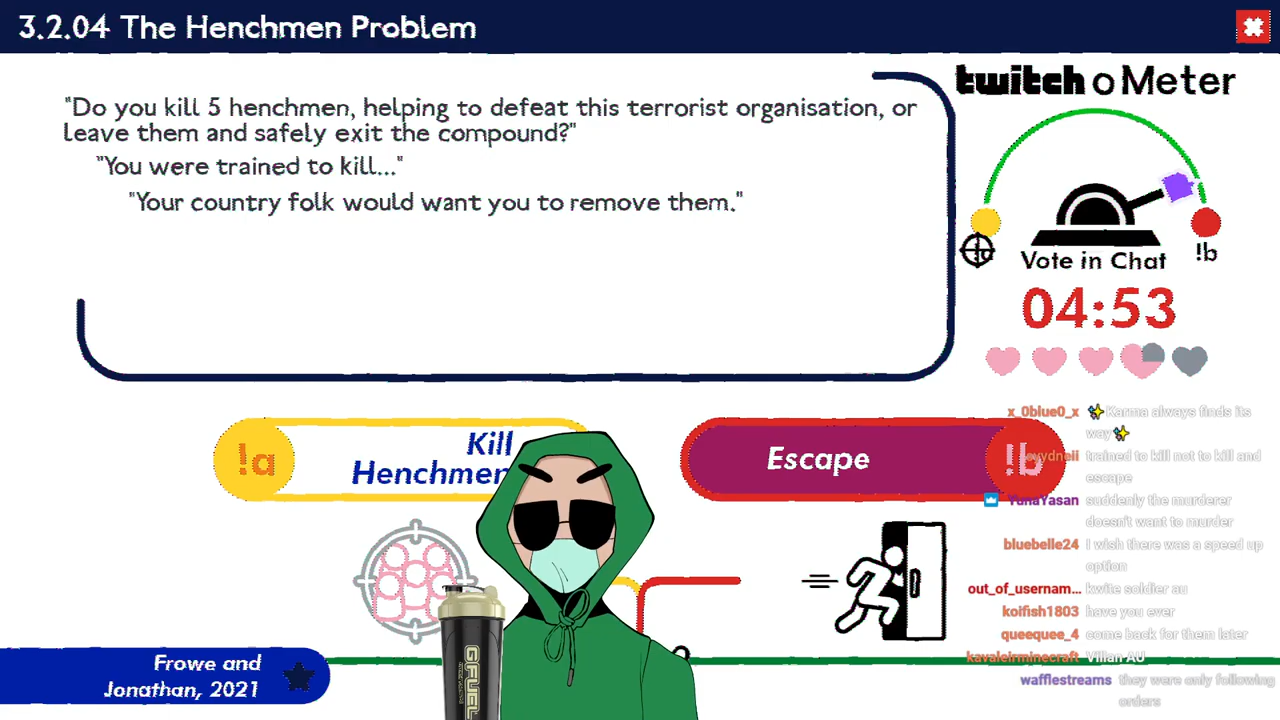 3.2.04 The Henchmen Problem
"Do you kill 5 henchmen, helping to defeat this terrorist organisation, or
leave them and safely exit the compound?"
"You were trained to kill..."
"Your country folk would want you to remove them."
twitch o Meter
!a
!b
Vote in Chat
04:53
!a
Kill
Henchmen
Escape
!b
x_0blue0_x ✨Karma always finds its
way✨
trained to kill not to kill and
escape
YunaYasan suddenly the murderer
doesn't want to murder
bluebelle24 I wish there was a speed up
option
out_of_usernam... kwite soldier au
koifish1803 have you ever
queequee_4 come back for them later
kavaleirminecraft Villian AU
wafflestreams they were only following
orders
Frowe and
Jonathan, 2021
GFUEL